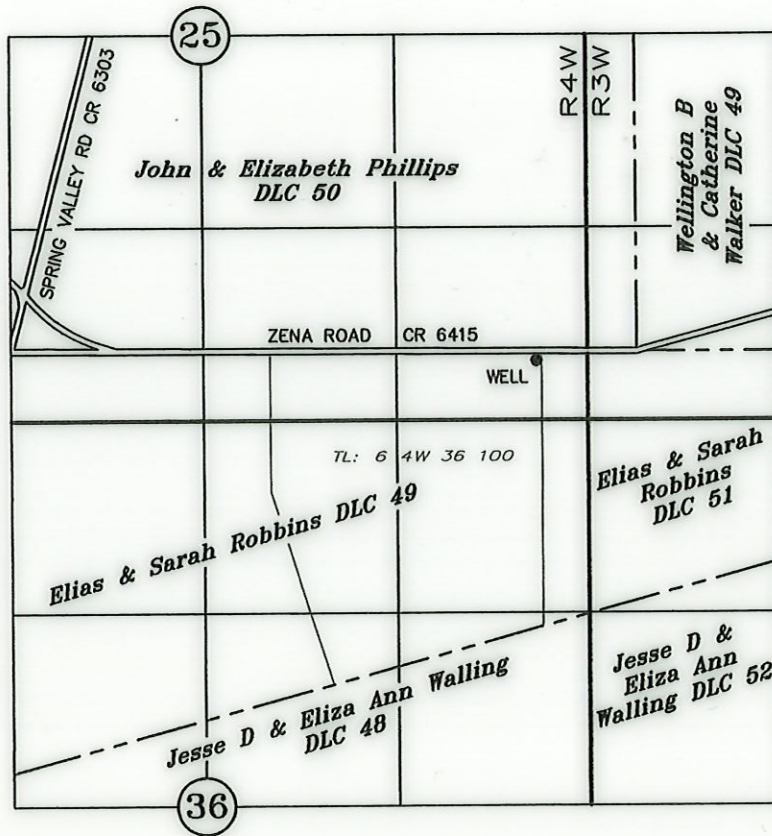 25
SPRING VALLEY RD CR 6303
R4W
R3W
John & Elizabeth Phillips
DLC 50
Wellington B
& Catherine
Walker DLC 49
ZENA ROAD CR 6415
WELL
TL: 6 4W 36 100
Elias & Sarah Robbins DLC 49
Elias & Sarah
Robbins
DLC 51
Jesse D & Eliza Ann Walling
DLC 48
Jesse D &
Eliza Ann
Walling DLC 52
36